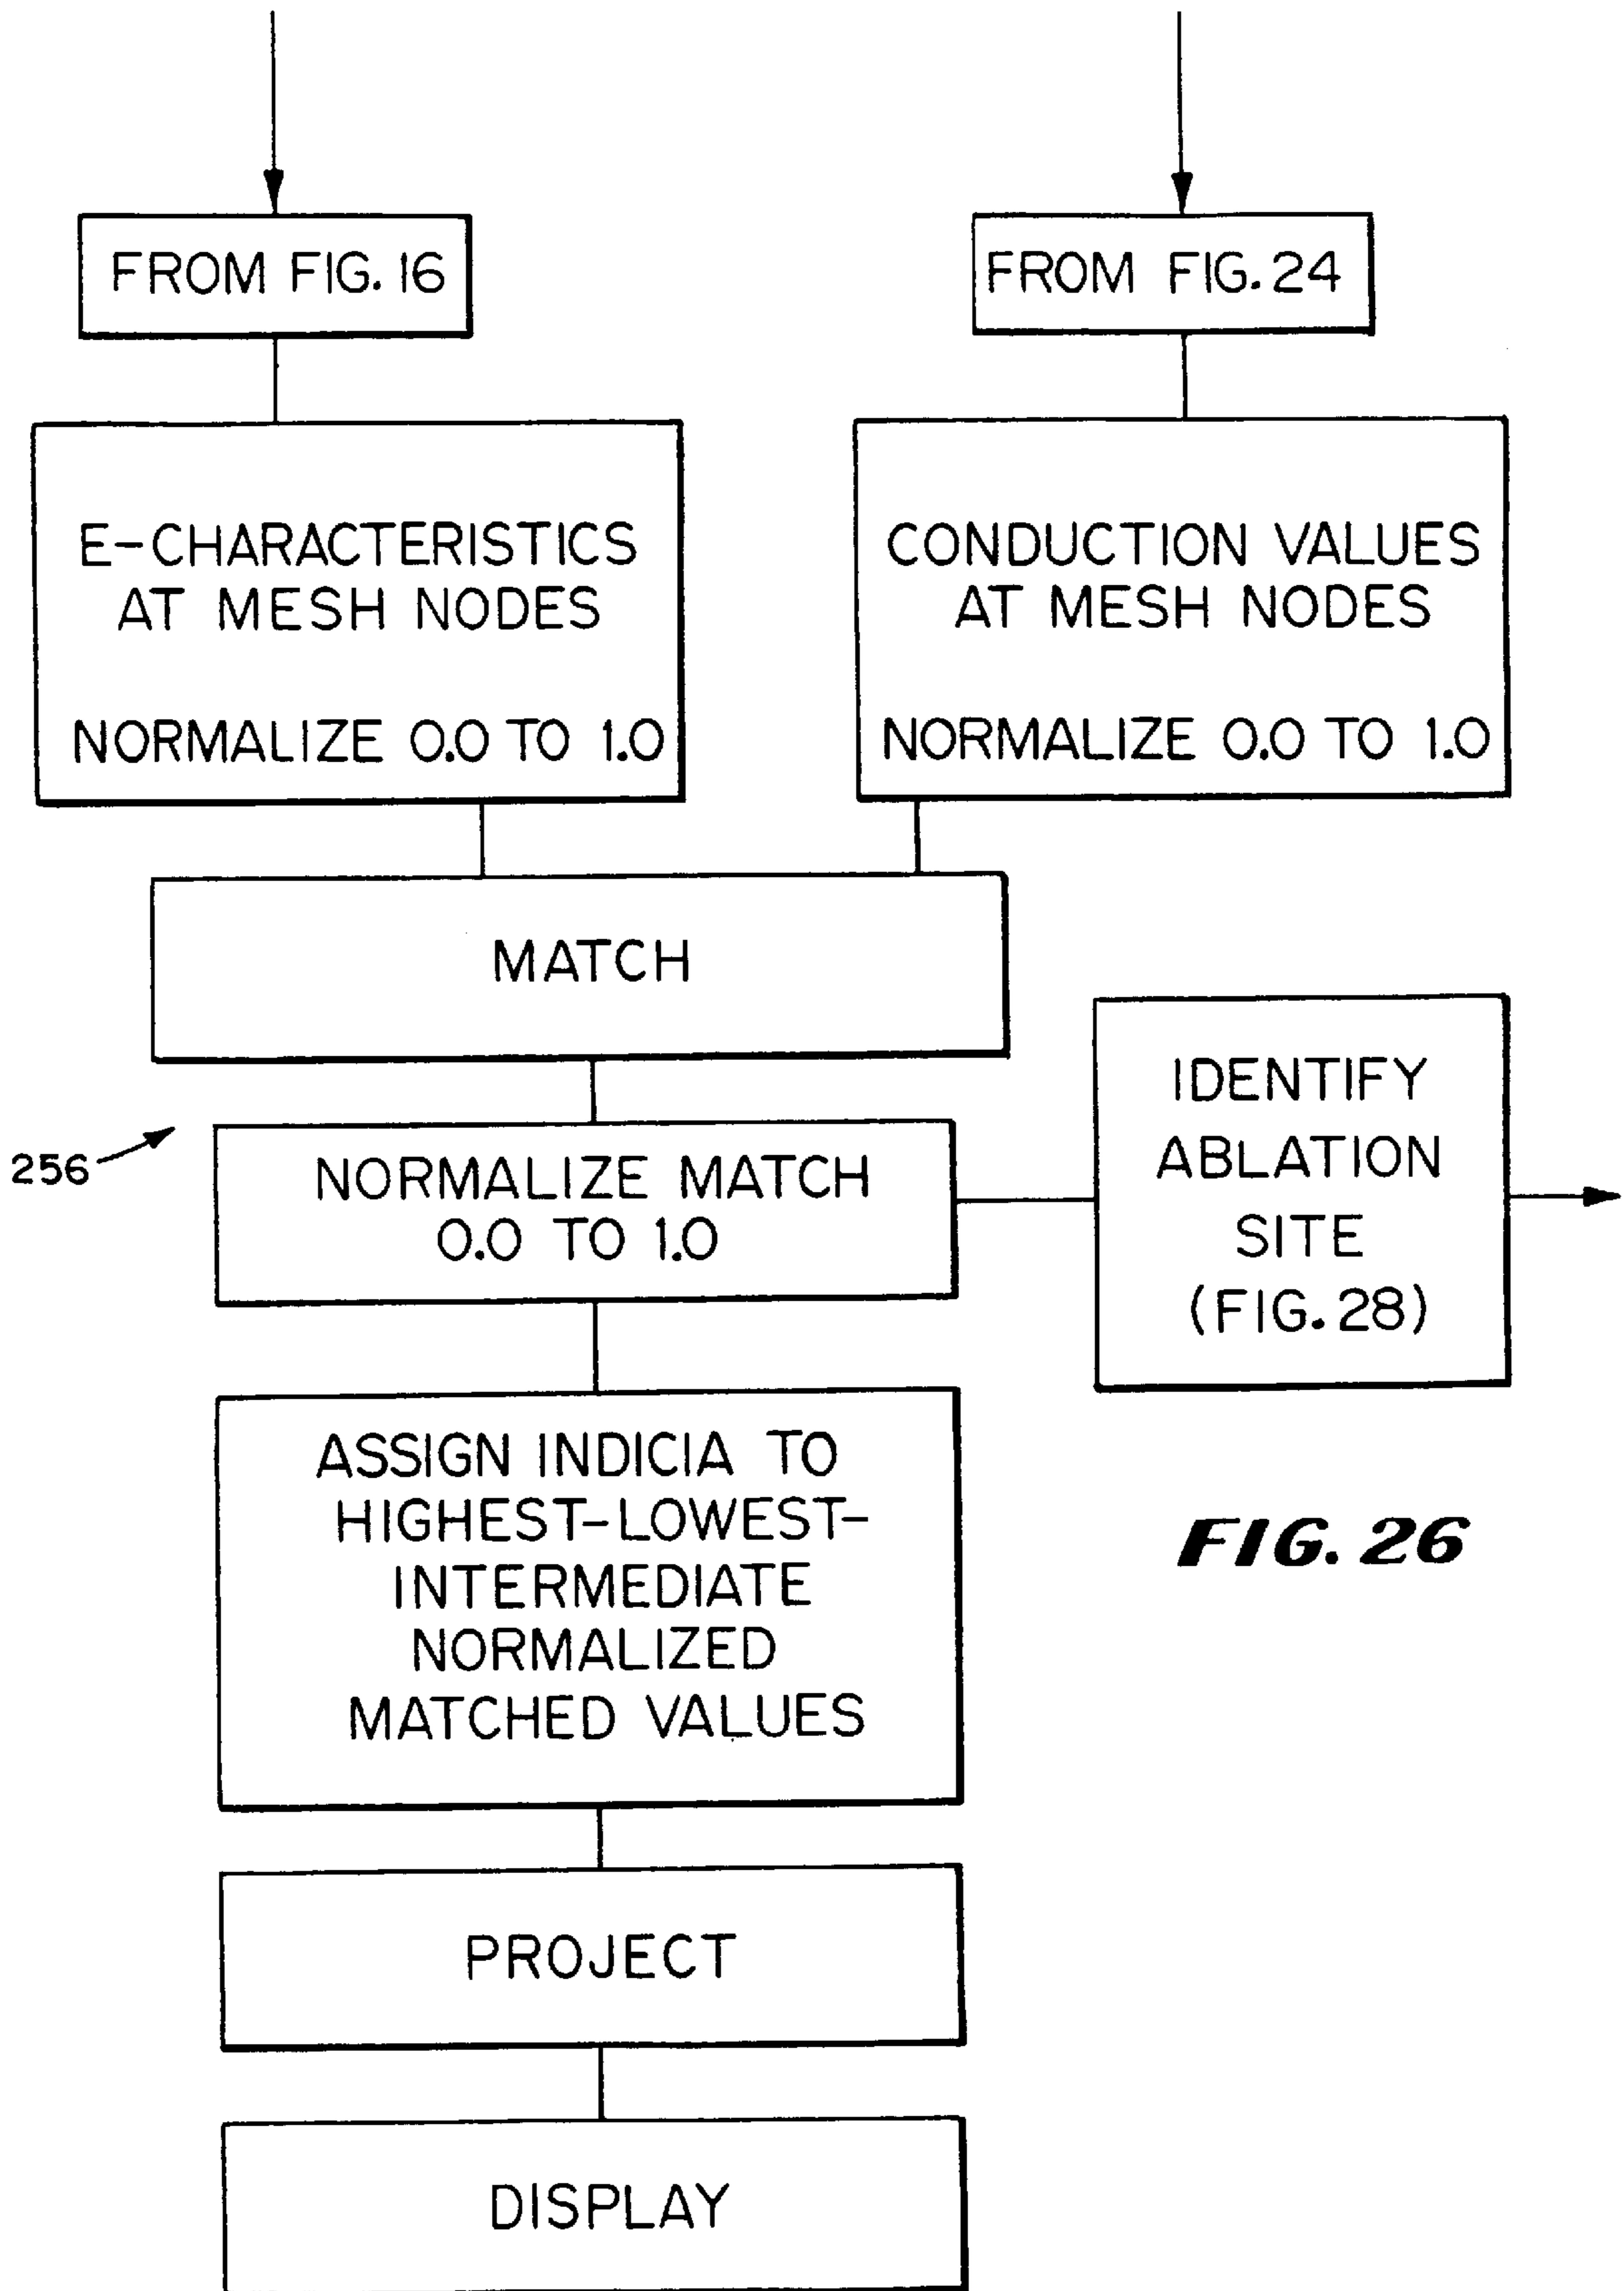 FROM FIG. 16
FROM FIG. 24
E-CHARACTERISTICS
AT MESH NODES
NORMALIZE 0.0 TO 1.0
CONDUCTION VALUES
AT MESH NODES
NORMALIZE 0.0 TO 1.0
MATCH
256
NORMALIZE MATCH
0.0 TO 1.0
IDENTIFY
ABLATION
SITE
(FIG. 28)
ASSIGN INDICIA TO
HIGHEST-LOWEST-
INTERMEDIATE
NORMALIZED
MATCHED VALUES
FIG. 26
PROJECT
DISPLAY